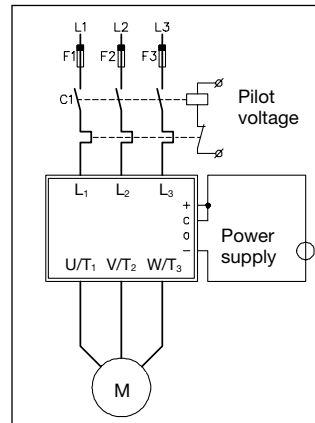 L1 L2 L3
F1 F2 F3
C1
Pilot
voltage
L1 L2 L3
+
C
a
−
Power
supply
U/T1 V/T2 W/T3
M